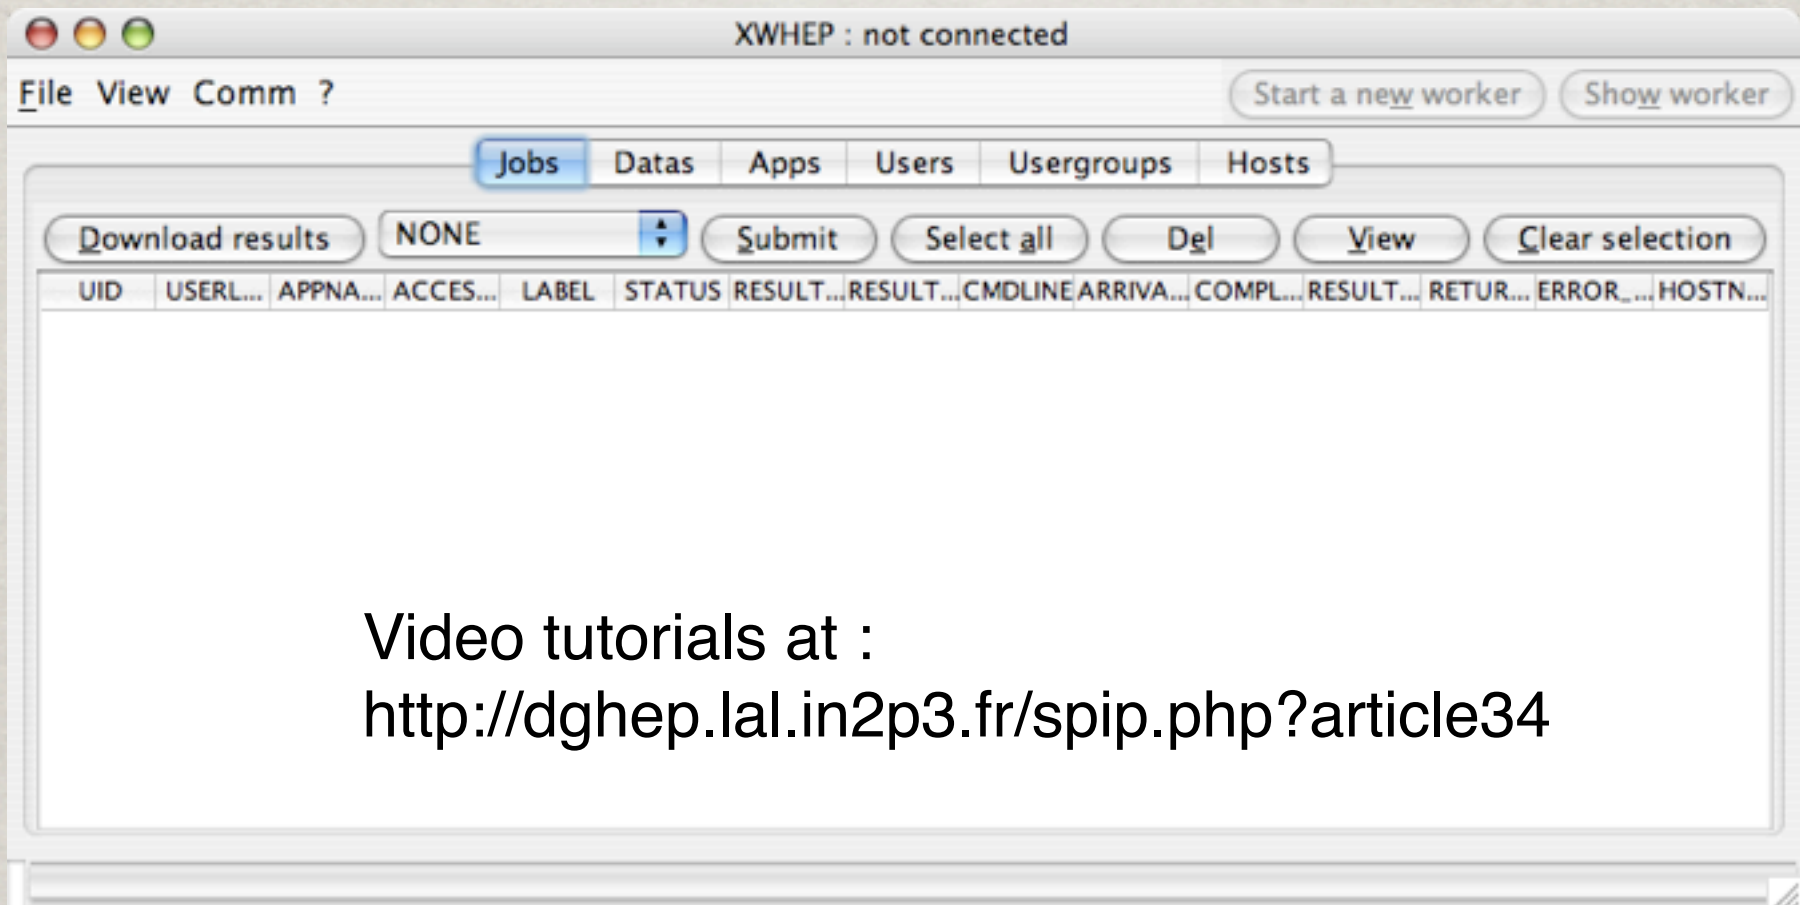 XWHEP : not connected
File View Comm ? Start a new worker Show worker
Jobs Datas Apps Users Usergroups Hosts
Download results NONE Submit Select all Del View Clear selection
UID USERL... APPNA... ACCES... LABEL STATUS RESULT... RESULT... CMDLINE ARRIVA... COMPL... RESULT... RETUR... ERROR_... HOSTN...
Video tutorials at :
http://dghep.lal.in2p3.fr/spip.php?article34